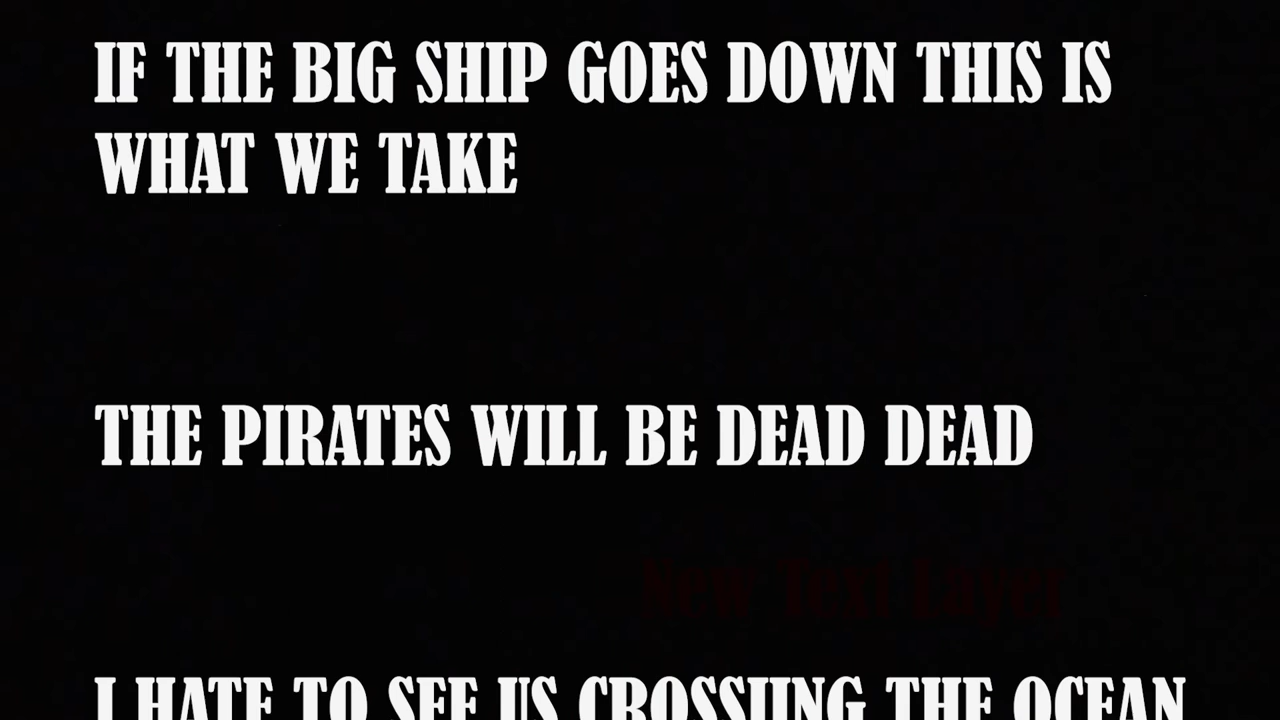 IF THE BIG SHIP GOES DOWN THIS IS
WHAT WE TAKE
THE PIRATES WILL BE DEAD DEAD
New Text Layer
I HATE TO SEE US CROSSIING THE OCEAN